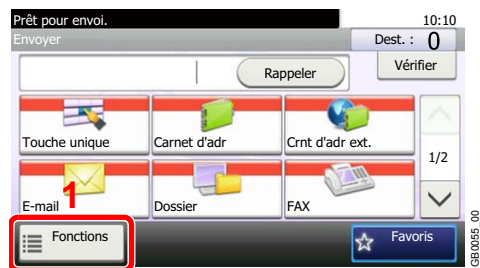 Prêt pour envoi. 10:10
Envoyer Dest. : 0
Rappeler Vérifier
Touche unique Carnet d'adr Crnt d'adr ext.
1/2
1
E-mail Dossier FAX
Fonctions Favoris
GB0055_00